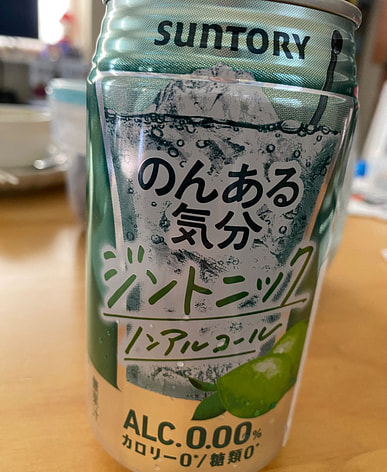 SUNTORY
のんある
気分
ジントニック
ノンアルコール
ALC.0.00%
カロリー0*/糖類0*